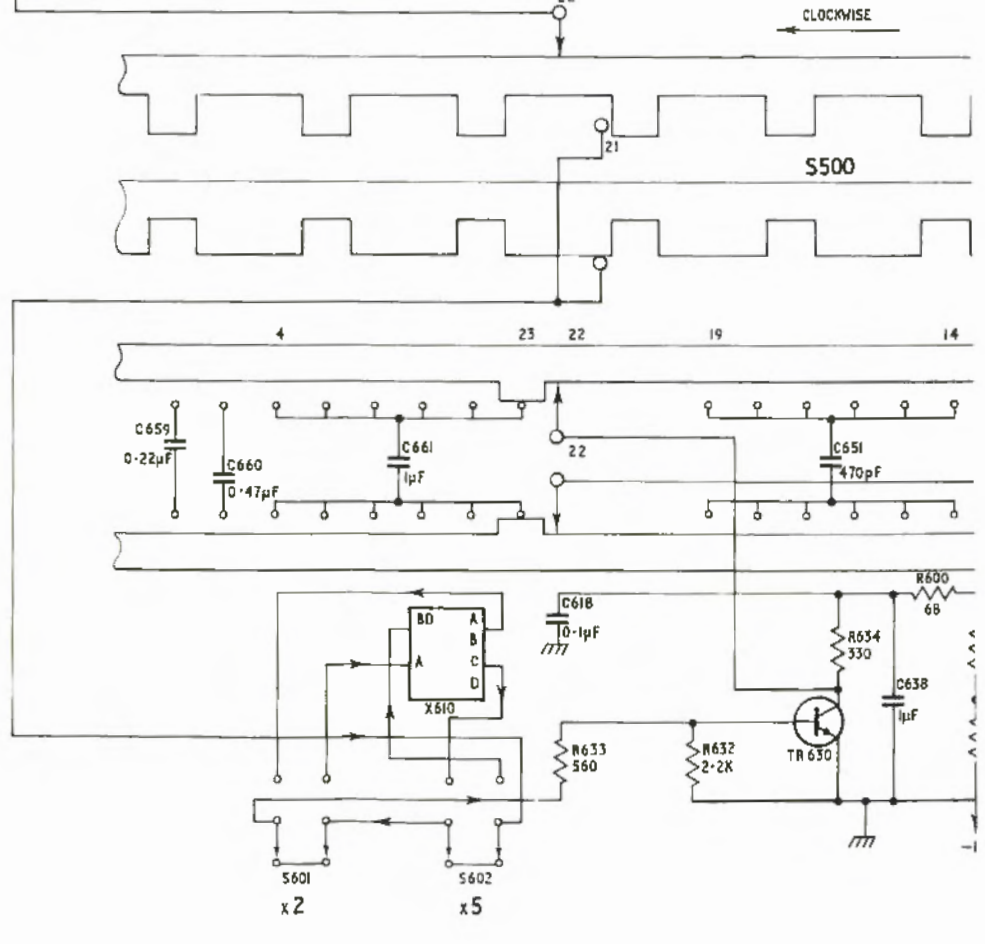 CLOCKWISE
21
S500
4 23 22 19 14
C659
0·22µF
C660
0·47µF
C661
1µF
22
C651
470pF
R600
68
C618
0·1µF
BD A
B
A C
D
X610
R634
330
C638
1µF
R633
560
R632
2·2K
TR630
S601
x2
S602
x5